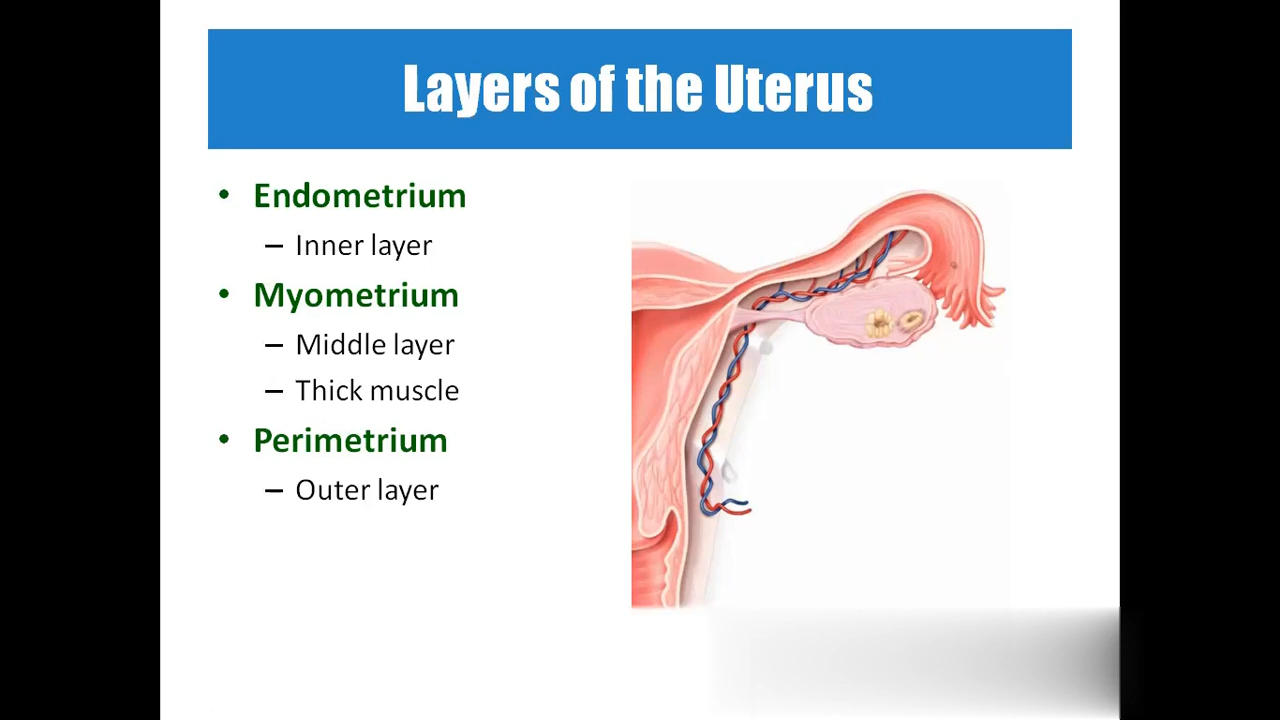 Layers of the Uterus
• Endometrium
– Inner layer
• Myometrium
– Middle layer
– Thick muscle
• Perimetrium
– Outer layer